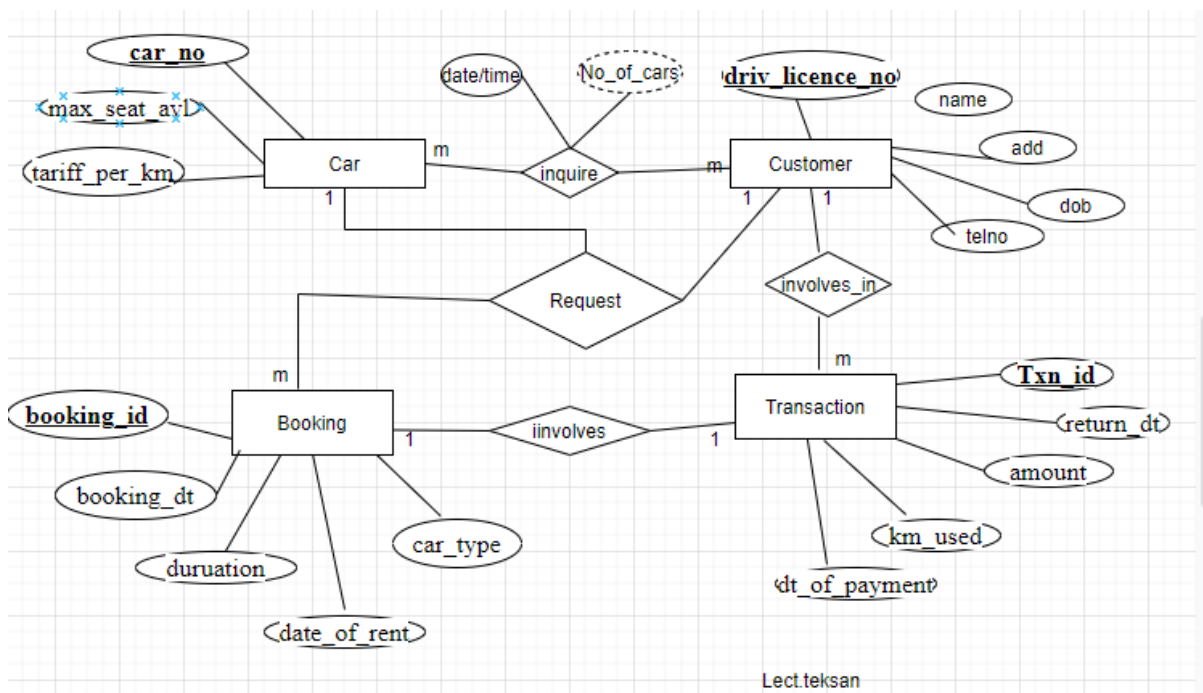 car_no
date/time
No_of_cars
driv_licence_no
name
max_seat_avl
add
m
Car
inquire
m
Customer
tariff_per_km
1
1
1
dob
telno
Request
involves_in
m
m
Txn_id
booking_id
Booking
1
iinvolves
1
Transaction
return_dt
amount
booking_dt
car_type
km_used
duruation
dt_of_payment
date_of_rent
Lect.teksan